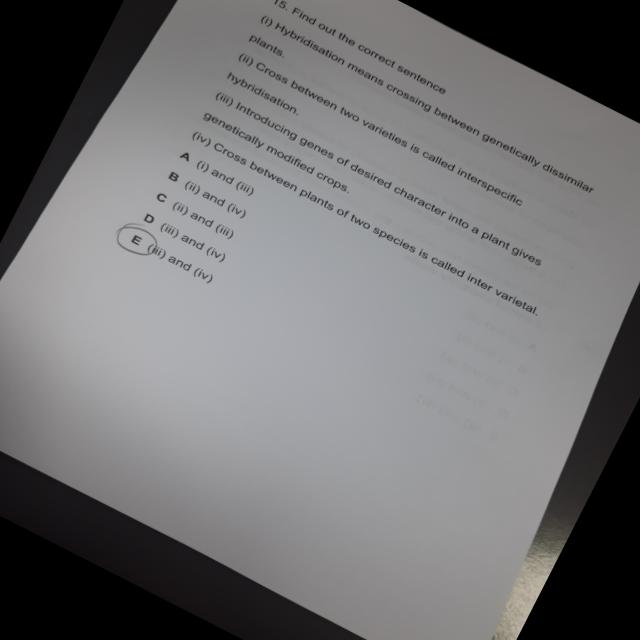 15. Find out the correct sentence
(i) Hybridisation means crossing between genetically dissimilar
plants.
(ii) Cross between two varieties is called interspecific
hybridisation.
(iii) Introducing genes of desired character into a plant gives
genetically modified crops.
(iv) Cross between plants of two species is called inter varietal.
A (i) and (iii)
B (ii) and (iv)
C (ii) and (iii)
D (iii) and (iv)
E (iii) and (iv)